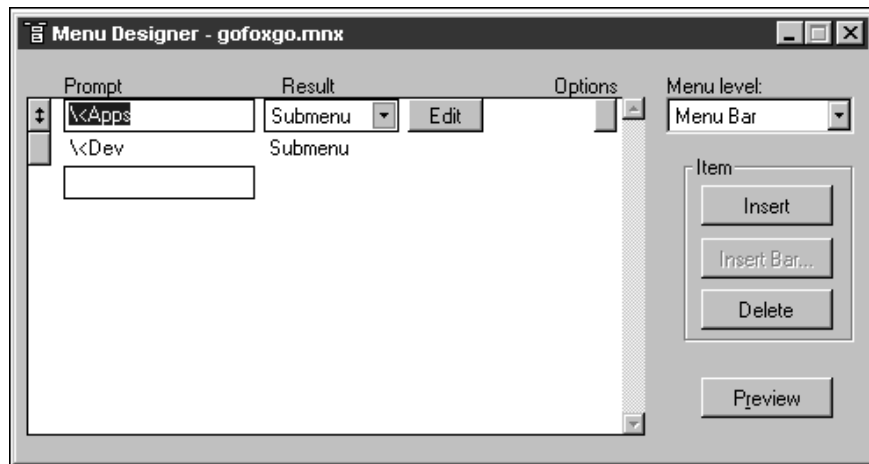 Menu Designer - gofoxgo.mnx
Prompt Result Options Menu level:
\<Apps Submenu Edit Menu Bar
\<Dev Submenu
Item
Insert
Insert Bar...
Delete
Preview